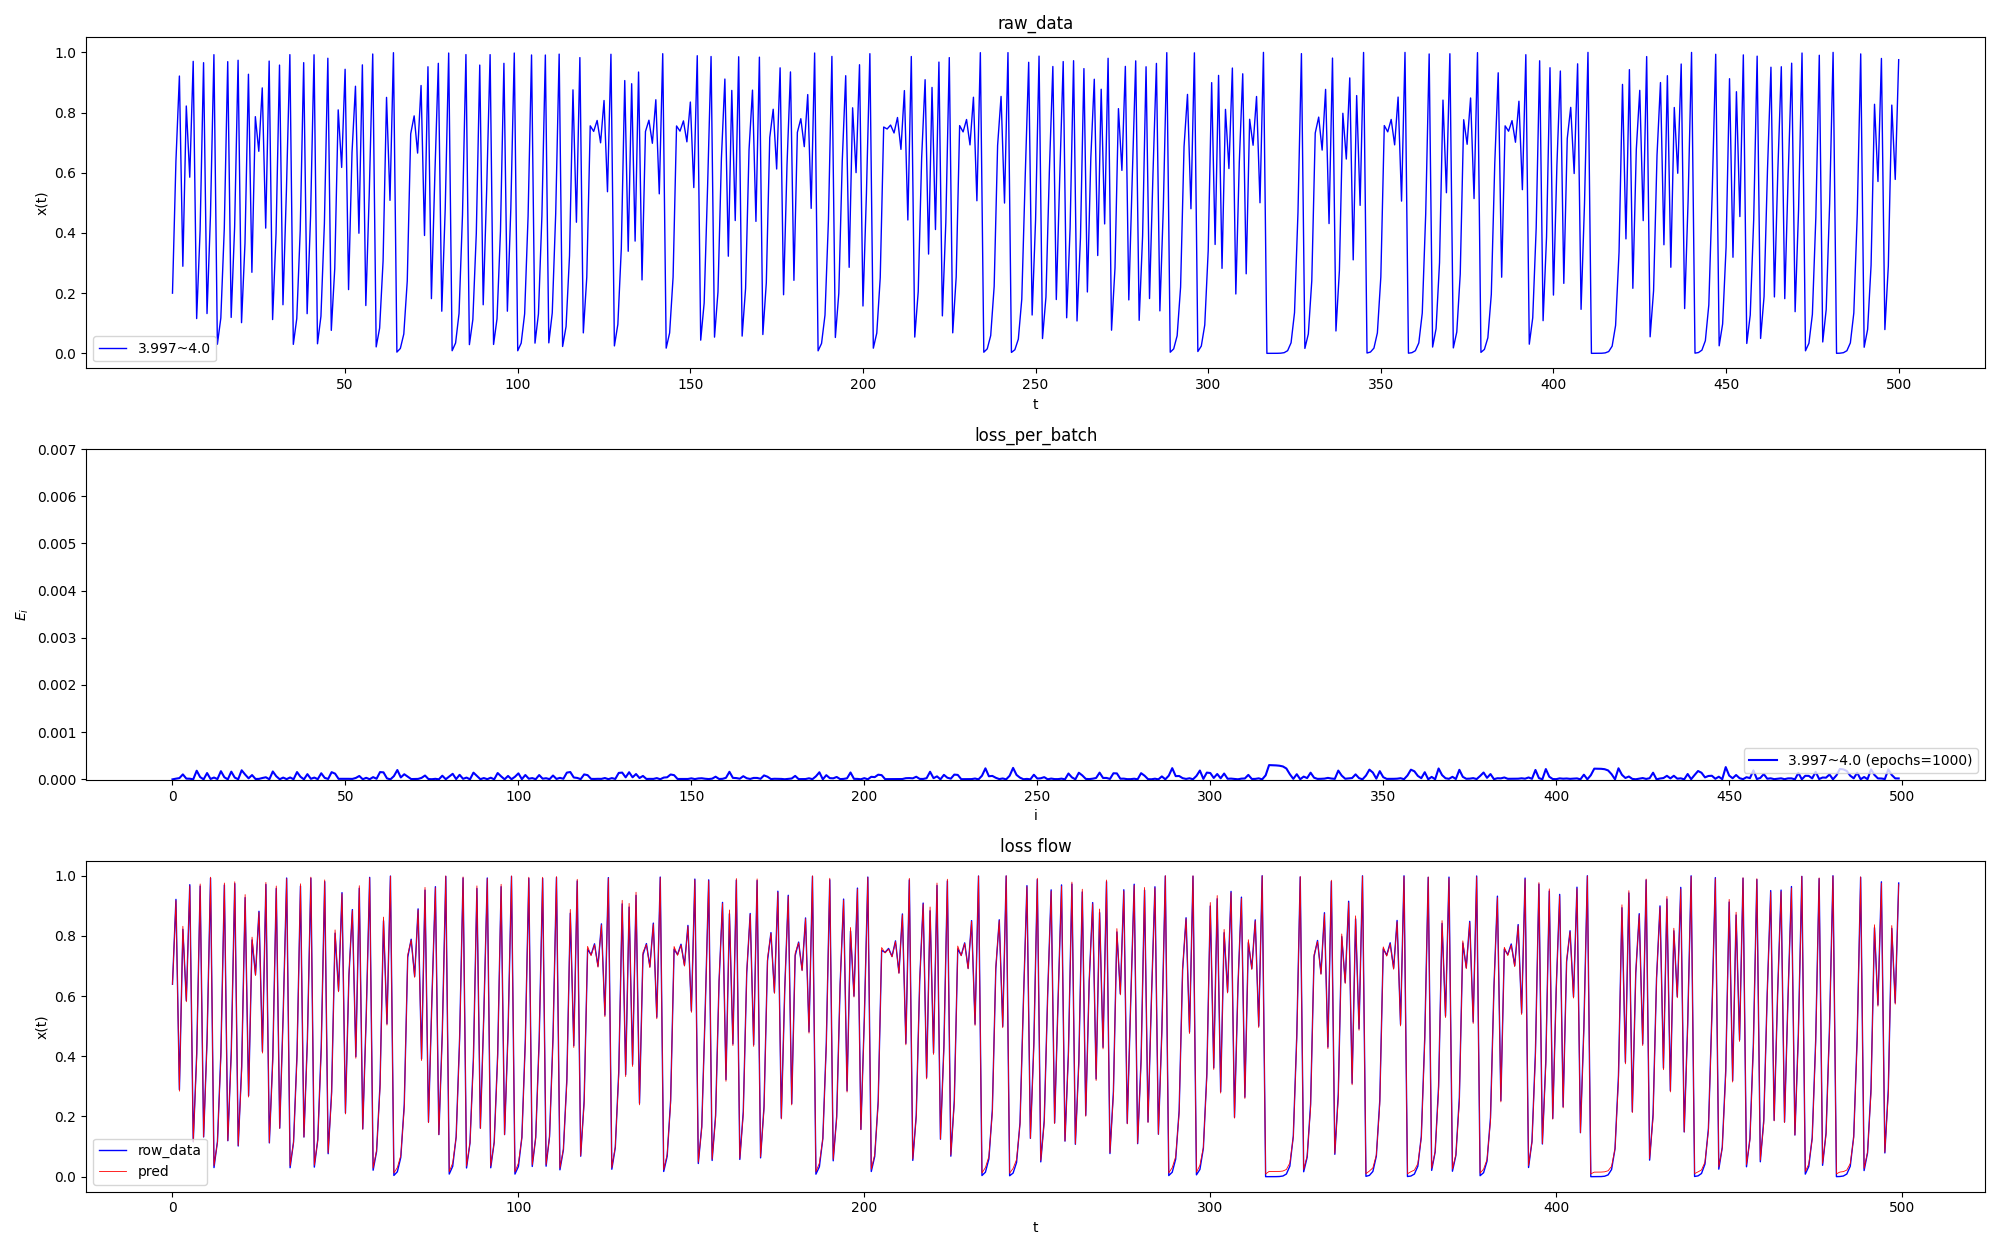 raw_data
1.0
0.8
0.6
0.4
0.2
0.0
x(t)
3.997~4.0
50 100 150 200 250 300 350 400 450 500
t
loss_per_batch
0.007
0.006
0.005
0.004
0.003
0.002
0.001
0.000
E_i
3.997~4.0 (epochs=1000)
0 50 100 150 200 250 300 350 400 450 500
i
loss flow
1.0
0.8
0.6
0.4
0.2
0.0
x(t)
row_data
pred
0 100 200 300 400 500
t